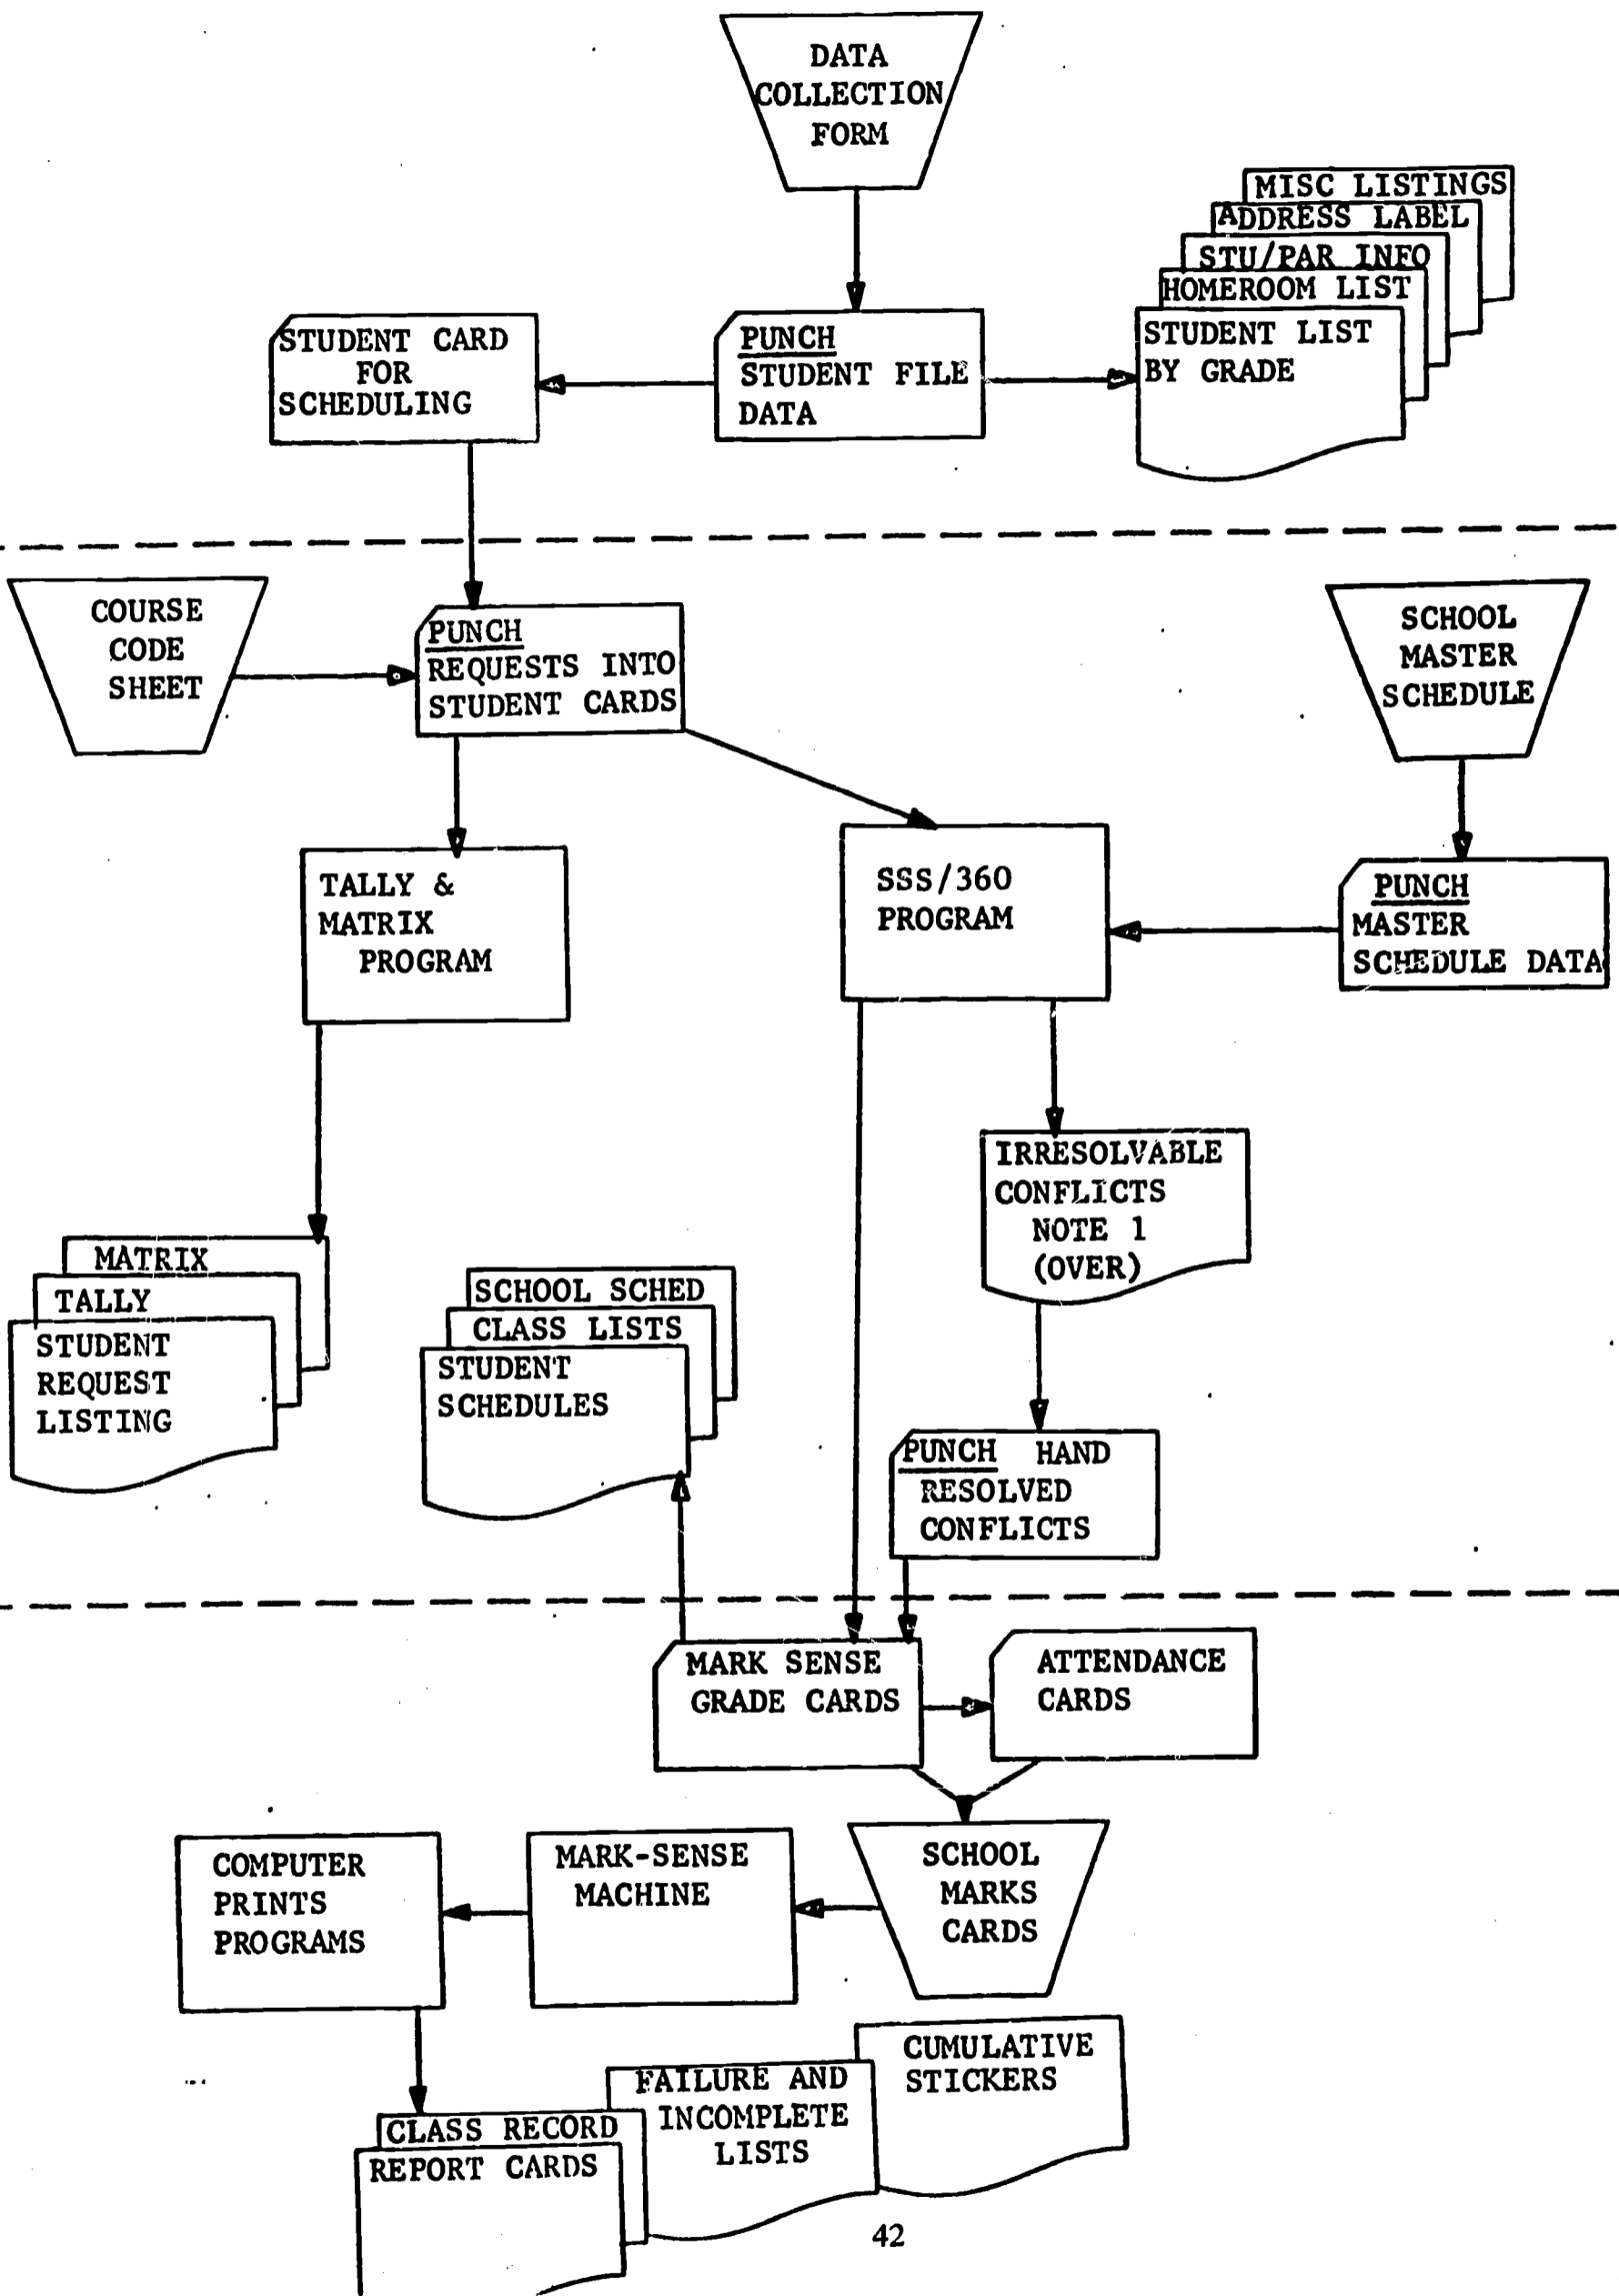 DATA
COLLECTION
FORM
MISC LISTINGS
ADDRESS LABEL
STU/PAR INFO
HOMEROOM LIST
STUDENT LIST
BY GRADE
STUDENT CARD
FOR
SCHEDULING
PUNCH
STUDENT FILE
DATA
COURSE
CODE
SHEET
PUNCH
REQUESTS INTO
STUDENT CARDS
SCHOOL
MASTER
SCHEDULE
TALLY &
MATRIX
PROGRAM
SSS/360
PROGRAM
PUNCH
MASTER
SCHEDULE DATA
IRRESOLVABLE
CONFLICTS
NOTE 1
(OVER)
MATRIX
TALLY
STUDENT
REQUEST
LISTING
SCHOOL SCHED
CLASS LISTS
STUDENT
SCHEDULES
PUNCH HAND
RESOLVED
CONFLICTS
MARK SENSE
GRADE CARDS
ATTENDANCE
CARDS
COMPUTER
PRINTS
PROGRAMS
MARK-SENSE
MACHINE
SCHOOL
MARKS
CARDS
CUMULATIVE
STICKERS
FAILURE AND
INCOMPLETE
LISTS
CLASS RECORD
REPORT CARDS
42